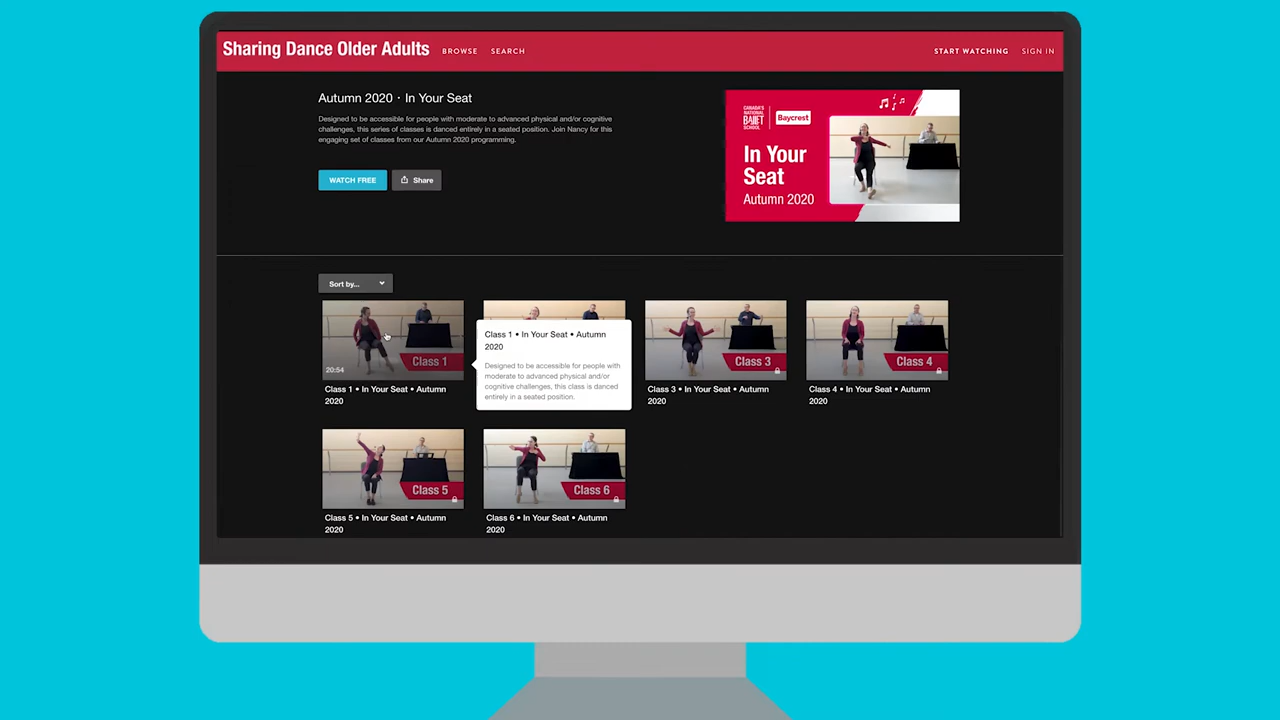 Sharing Dance Older Adults
BROWSE
SEARCH
START WATCHING
SIGN IN
Autumn 2020 · In Your Seat
Designed to be accessible for people with moderate to advanced physical and/or cognitive
challenges, this series of classes is danced entirely in a seated position. Join Nancy for this
engaging set of classes from our Autumn 2020 programming.
WATCH FREE
Share
CANADA'S
NATIONAL
BALLET
SCHOOL
Baycrest
In Your
Seat
Autumn 2020
Sort by...
Class 1
20:54
Class 1 • In Your Seat • Autumn
2020
Class 1 • In Your Seat • Autumn
2020
Designed to be accessible for people with
moderate to advanced physical and/or
cognitive challenges, this class is danced
entirely in a seated position.
Class 3
Class 3 • In Your Seat • Autumn
2020
Class 4
Class 4 • In Your Seat • Autumn
2020
Class 5
Class 5 • In Your Seat • Autumn
2020
Class 6
Class 6 • In Your Seat • Autumn
2020